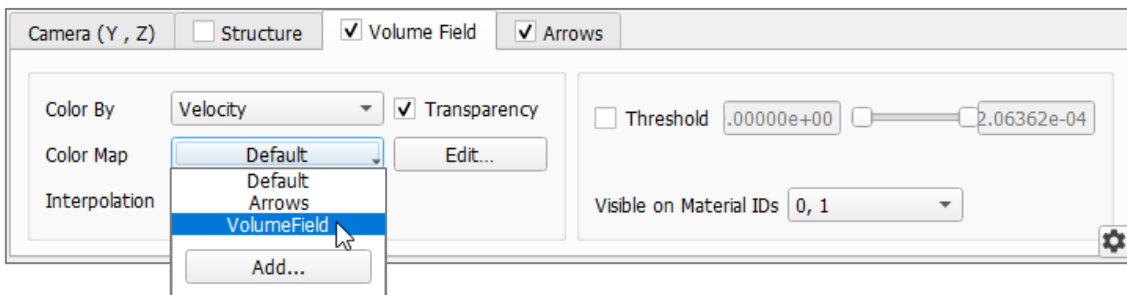 Camera (Y , Z) Structure Volume Field Arrows
Color By Velocity Transparency
Threshold .00000e+00 2.06362e-04
Color Map Default Edit...
Default
Interpolation Arrows
Visible on Material IDs 0, 1
VolumeField
Add...